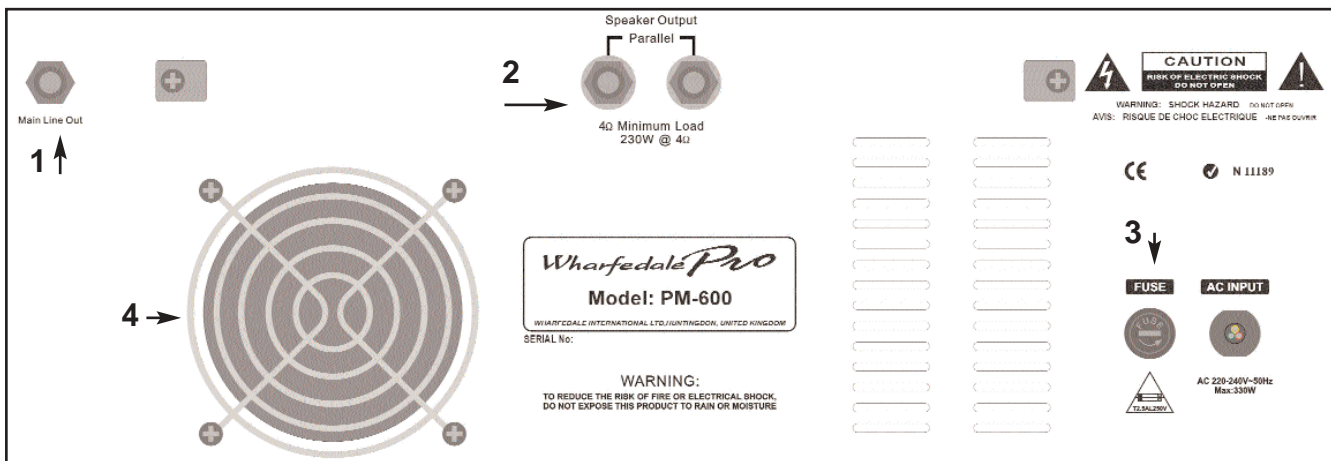 Speaker Output
Parallel
2
4Ω Minimum Load
230W @ 4Ω
Main Line Out
1
CAUTION
RISK OF ELECTRIC SHOCK
DO NOT OPEN
WARNING: SHOCK HAZARD DO NOT OPEN
AVIS: RISQUE DE CHOC ELECTRIQUE -NE PAS OUVRIR
CE
N 11189
3
FUSE
AC INPUT
FUSE
T2.5AL250V
AC 220-240V~50Hz
Max:330W
4
Wharfedale Pro
Model: PM-600
WHARFEDALE INTERNATIONAL LTD,HUNTINGDON, UNITED KINGDOM
SERIAL No:
WARNING:
TO REDUCE THE RISK OF FIRE OR ELECTRICAL SHOCK,
DO NOT EXPOSE THIS PRODUCT TO RAIN OR MOISTURE